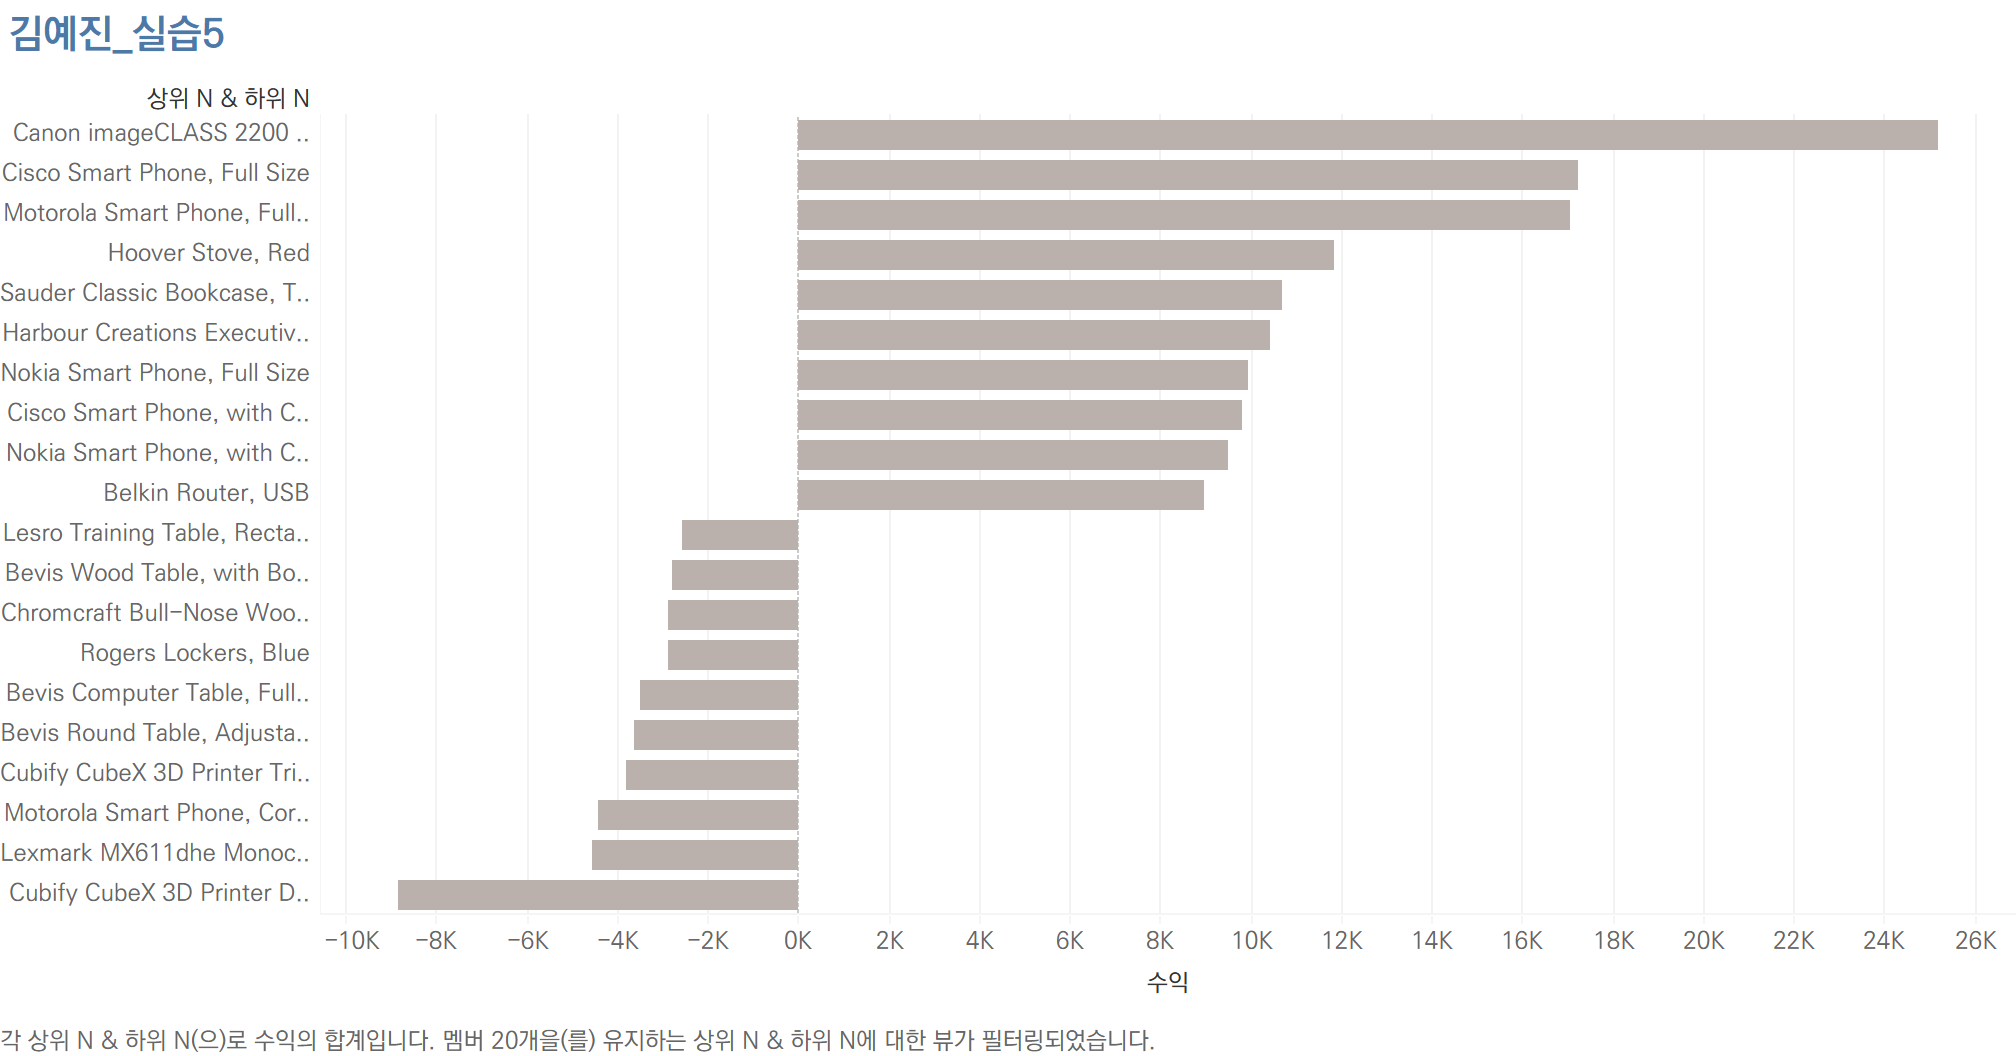 김예진_실습5
상위 N & 하위 N
Canon imageCLASS 2200 ..
Cisco Smart Phone, Full Size
Motorola Smart Phone, Full..
Hoover Stove, Red
Sauder Classic Bookcase, T..
Harbour Creations Executiv..
Nokia Smart Phone, Full Size
Cisco Smart Phone, with C..
Nokia Smart Phone, with C..
Belkin Router, USB
Lesro Training Table, Recta..
Bevis Wood Table, with Bo..
Chromcraft Bull-Nose Woo..
Rogers Lockers, Blue
Bevis Computer Table, Full..
Bevis Round Table, Adjusta..
Cubify CubeX 3D Printer Tri..
Motorola Smart Phone, Cor..
Lexmark MX611dhe Monoc..
Cubify CubeX 3D Printer D..
-10K -8K -6K -4K -2K 0K 2K 4K 6K 8K 10K 12K 14K 16K 18K 20K 22K 24K 26K
수익
각 상위 N & 하위 N(으)로 수익의 합계입니다. 멤버 20개을(를) 유지하는 상위 N & 하위 N에 대한 뷰가 필터링되었습니다.